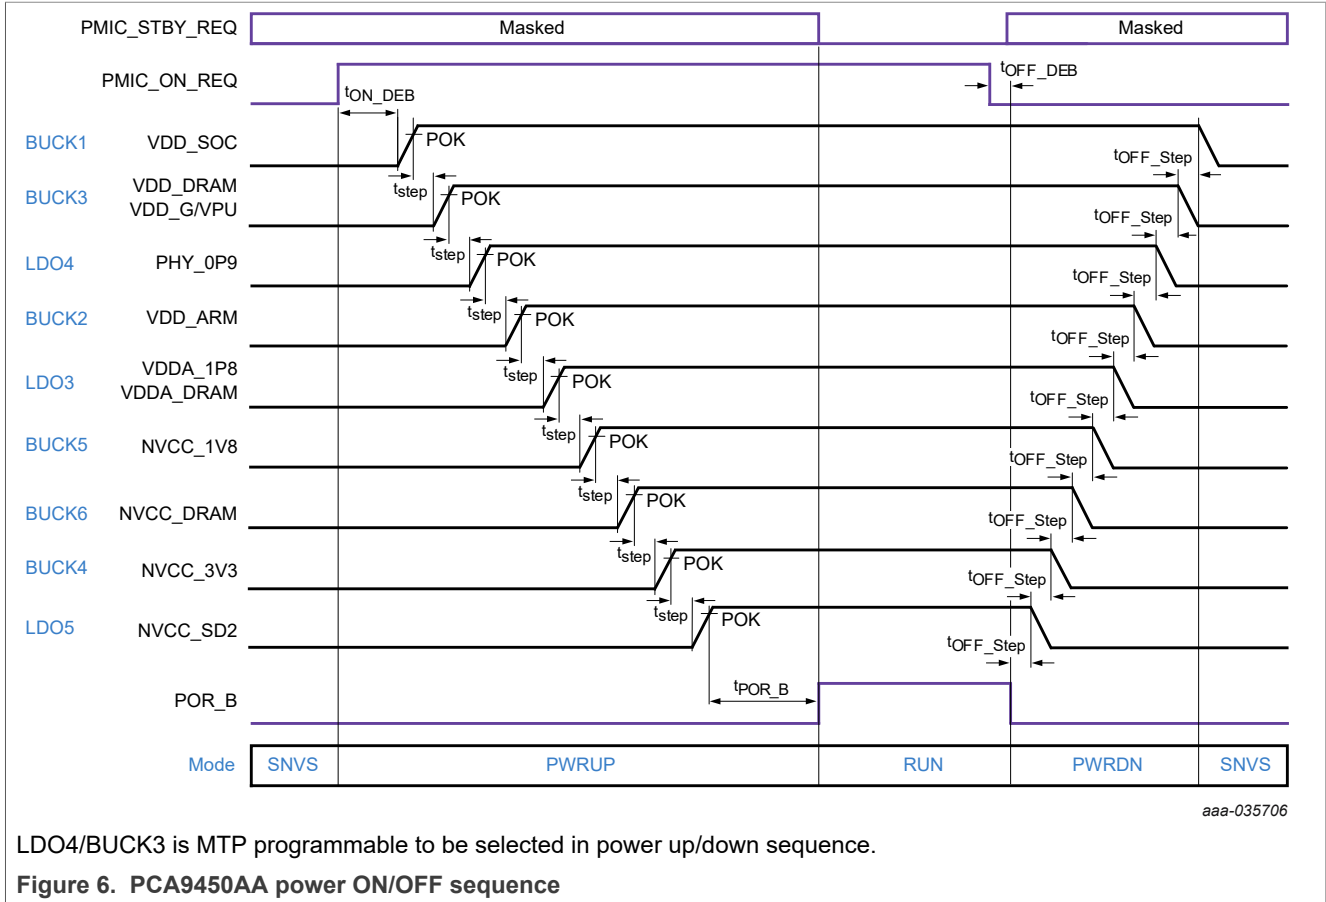 PMIC_STBY_REQ Masked Masked
PMIC_ON_REQ tOFF_DEB
tON_DEB
BUCK1 VDD_SOC POK tOFF_Step
BUCK3 VDD_DRAM
VDD_G/VPU tstep POK tOFF_Step
LDO4 PHY_0P9 tstep POK tOFF_Step
BUCK2 VDD_ARM tstep POK tOFF_Step
LDO3 VDDA_1P8
VDDA_DRAM tstep POK tOFF_Step
BUCK5 NVCC_1V8 tstep POK tOFF_Step
BUCK6 NVCC_DRAM tstep POK tOFF_Step
BUCK4 NVCC_3V3 tstep POK tOFF_Step
LDO5 NVCC_SD2 tstep POK tOFF_Step
POR_B tPOR_B
Mode SNVS PWRUP RUN PWRDN SNVS
aaa-035706
LDO4/BUCK3 is MTP programmable to be selected in power up/down sequence.
Figure 6. PCA9450AA power ON/OFF sequence